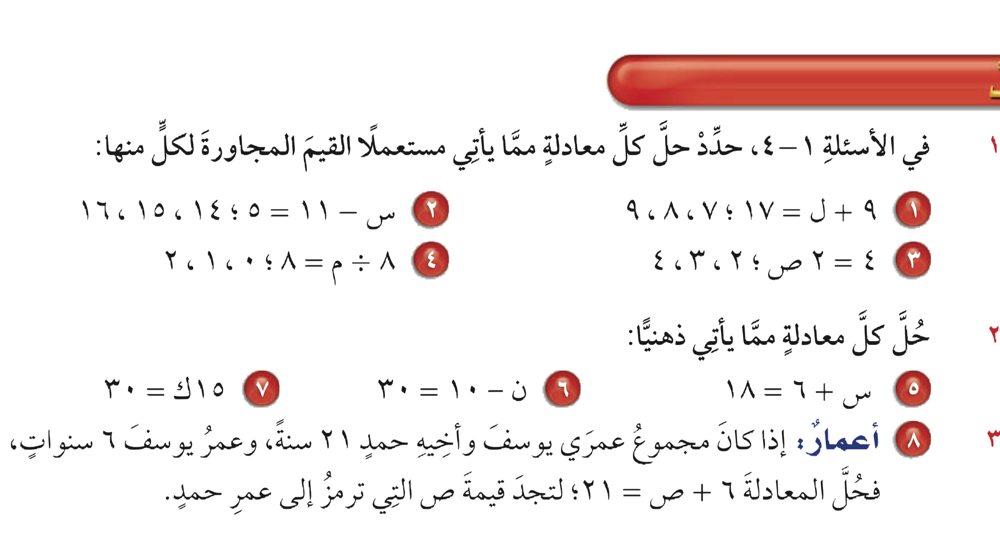 ١ في الأسئلةِ ١ – ٤، حدِّدْ حلَّ كلِّ معادلةٍ ممَّا يأتِي مستعملًا القيمَ المجاورةَ لكلٍّ منها:
١ ٩ + ل = ١٧ ؛ ٧ ، ٨ ، ٩ ٢ س – ١١ = ٥ ؛ ١٤ ، ١٥ ، ١٦
٣ ٤ = ٢ ص ؛ ٢ ، ٣ ، ٤ ٤ ٨ ÷ م = ٨ ؛ ٠ ، ١ ، ٢
٢ حُلَّ كلَّ معادلةٍ ممَّا يأتِي ذهنيًّا:
٥ س + ٦ = ١٨ ٦ ن – ١٠ = ٣٠ ٧ ١٥ك = ٣٠
٣ ٨ أعمارٌ: إذا كانَ مجموعُ عمرَي يوسفَ وأخِيهِ حمدٍ ٢١ سنةً، وعمرُ يوسفَ ٦ سنواتٍ،
فحُلَّ المعادلةَ ٦ + ص = ٢١؛ لتجدَ قيمةَ ص التِي ترمزُ إلى عمرِ حمدٍ.